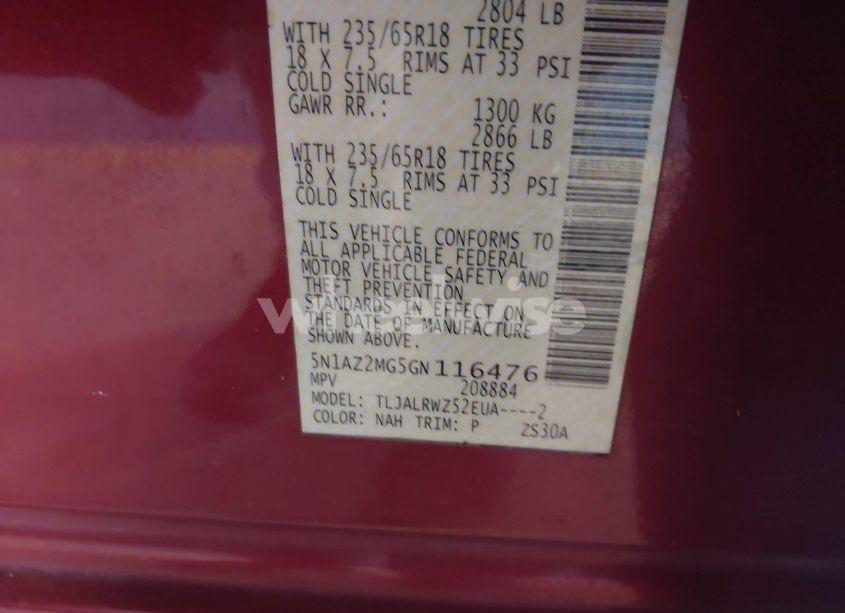 2804 LB
WITH 235/65R18 TIRES
18 X 7.5 RIMS AT 33 PSI
COLD SINGLE
GAWR RR.: 1300 KG
2866 LB
WITH 235/65R18 TIRES
18 X 7.5 RIMS AT 33 PSI
COLD SINGLE
THIS VEHICLE CONFORMS TO
ALL APPLICABLE FEDERAL
MOTOR VEHICLE SAFETY AND
THEFT PREVENTION
STANDARDS IN EFFECT ON
THE DATE OF MANUFACTURE
SHOWN ABOVE.
5N1AZ2MG5GN116476
MPV 208884
MODEL: TLJALRWZ52EUA----2
COLOR: NAH TRIM: P ZS30A